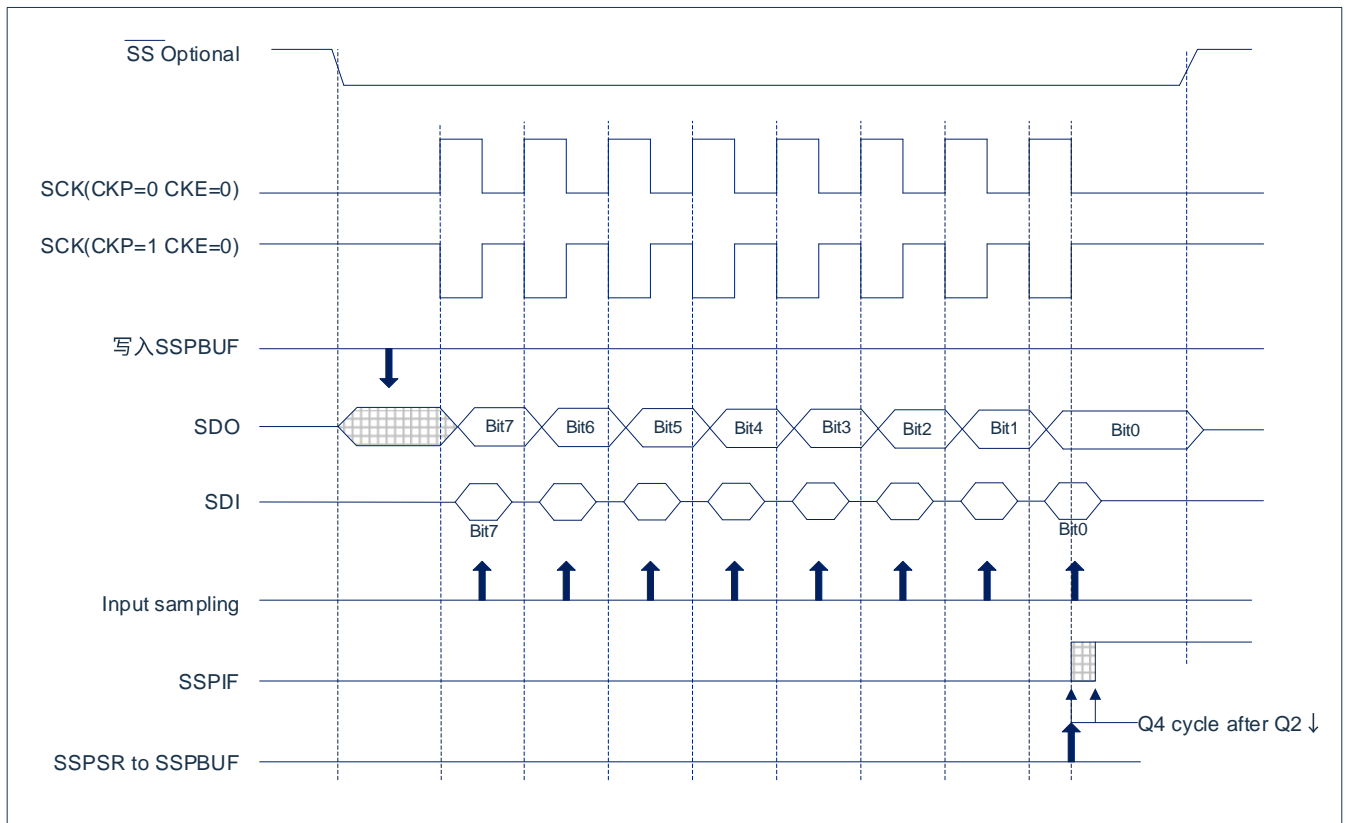 SS Optional
SCK(CKP=0 CKE=0)
SCK(CKP=1 CKE=0)
写入SSPBUF
SDO
Bit7 Bit6 Bit5 Bit4 Bit3 Bit2 Bit1 Bit0
SDI
Bit7 Bit0
Input sampling
SSPIF
Q4 cycle after Q2 ↓
SSPSR to SSPBUF